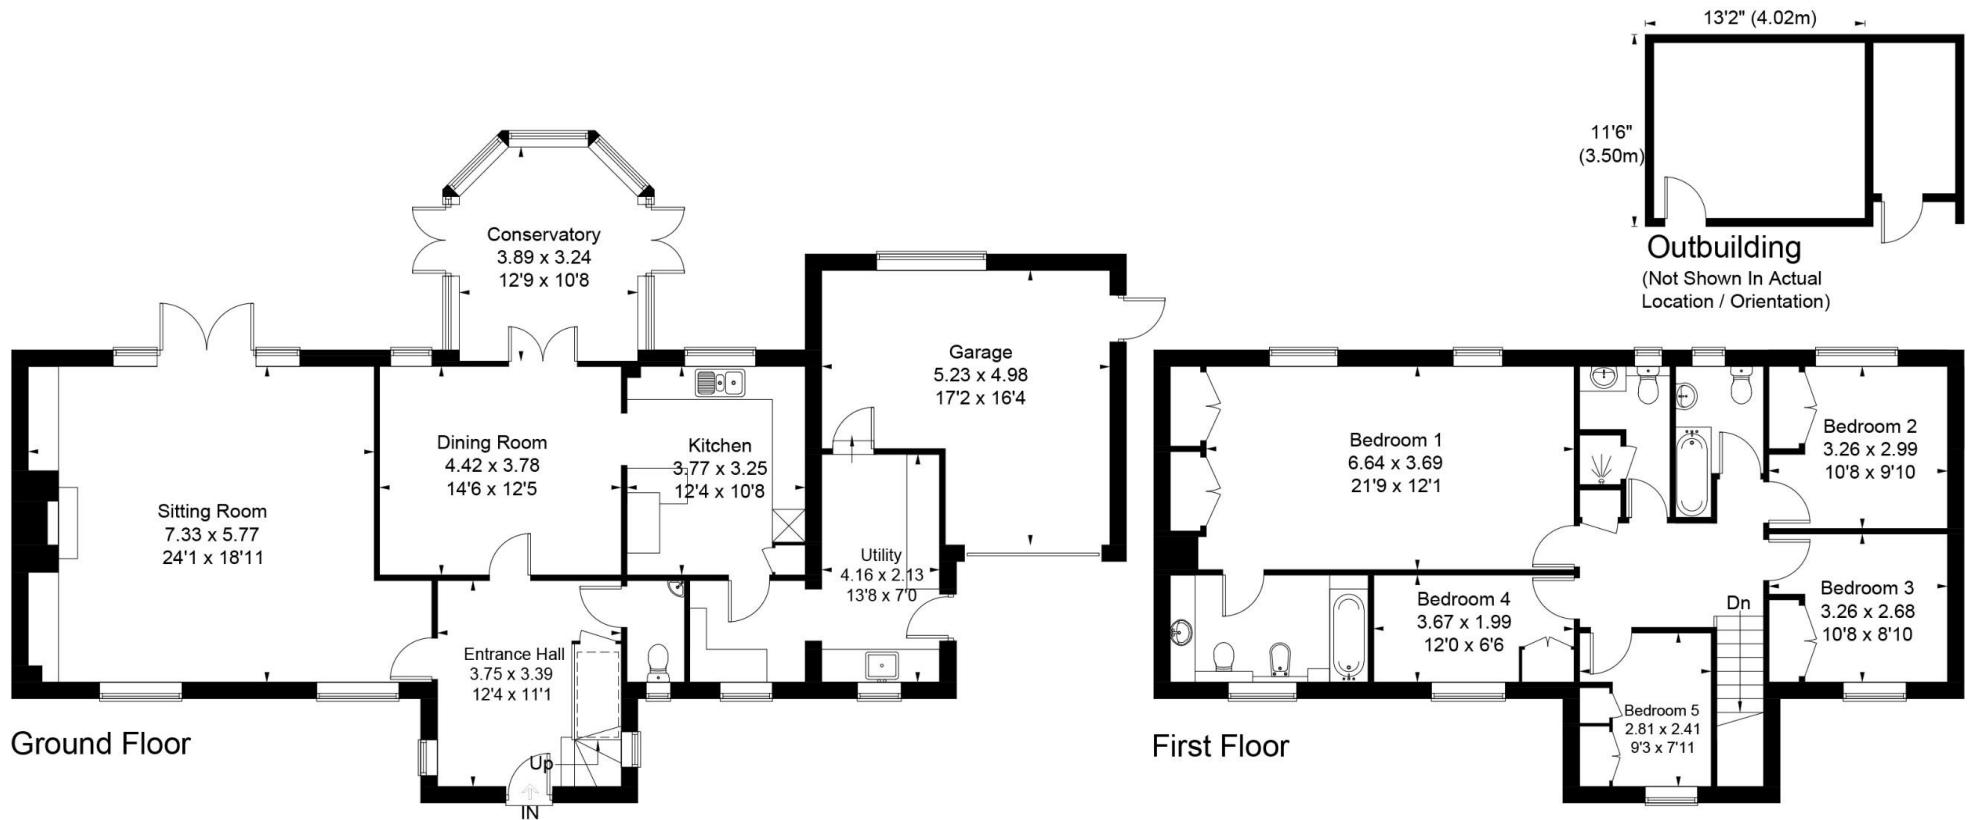 13'2" (4.02m)
11'6"
(3.50m)
Outbuilding
(Not Shown In Actual
Location / Orientation)
Conservatory
3.89 x 3.24
12'9 x 10'8
Garage
5.23 x 4.98
17'2 x 16'4
Dining Room
4.42 x 3.78
14'6 x 12'5
Kitchen
3.77 x 3.25
12'4 x 10'8
Sitting Room
7.33 x 5.77
24'1 x 18'11
Utility
4.16 x 2.13
13'8 x 7'0
Entrance Hall
3.75 x 3.39
12'4 x 11'1
Up
IN
Ground Floor
Bedroom 1
6.64 x 3.69
21'9 x 12'1
Bedroom 2
3.26 x 2.99
10'8 x 9'10
Bedroom 3
3.26 x 2.68
10'8 x 8'10
Bedroom 4
3.67 x 1.99
12'0 x 6'6
Dn
Bedroom 5
2.81 x 2.41
9'3 x 7'11
First Floor